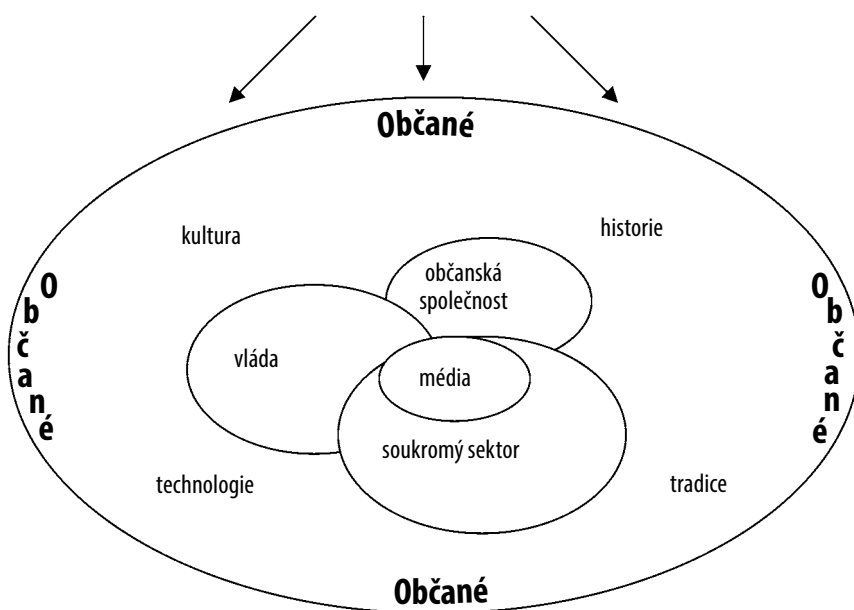 Občané
kultura
historie
občanská
společnost
Občané
Občané
vláda
média
soukromý sektor
technologie
tradice
Občané